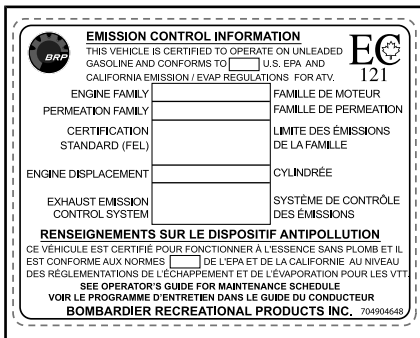 EMISSION CONTROL INFORMATION
THIS VEHICLE IS CERTIFIED TO OPERATE ON UNLEADED
GASOLINE AND CONFORMS TO U.S. EPA AND
CALIFORNIA EMISSION / EVAP REGULATIONS FOR ATV.
BRP
EC
121
ENGINE FAMILY FAMILLE DE MOTEUR
PERMEATION FAMILY FAMILLE DE PERMEATION
CERTIFICATION LIMITE DES ÉMISSIONS
STANDARD (FEL) DE LA FAMILLE
ENGINE DISPLACEMENT CYLINDRÉE
EXHAUST EMISSION SYSTÈME DE CONTRÔLE
CONTROL SYSTEM DES ÉMISSIONS
RENSEIGNEMENTS SUR LE DISPOSITIF ANTIPOLLUTION
CE VÉHICULE EST CERTIFIÉ POUR FONCTIONNER À L'ESSENCE SANS PLOMB ET IL
EST CONFORME AUX NORMES DE L'EPA ET DE LA CALIFORNIE AU NIVEAU
DES RÉGLEMENTATIONS DE L'ÉCHAPPEMENT ET DE L'ÉVAPORATION POUR LES VTT.
SEE OPERATOR'S GUIDE FOR MAINTENANCE SCHEDULE
VOIR LE PROGRAMME D'ENTRETIEN DANS LE GUIDE DU CONDUCTEUR
BOMBARDIER RECREATIONAL PRODUCTS INC. 704904648